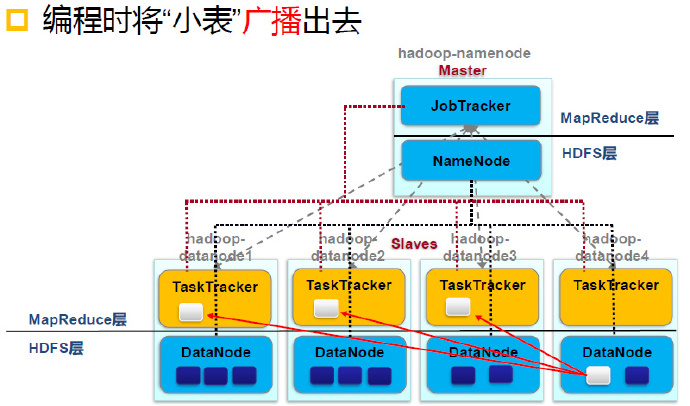 编程时将“小表”广播出去
hadoop-namenode
Master
JobTracker
MapReduce层
HDFS层
NameNode
Slaves
hadoop-datanode1
hadoop-datanode2
hadoop-datanode3
hadoop-datanode4
TaskTracker
TaskTracker
TaskTracker
TaskTracker
MapReduce层
HDFS层
DataNode
DataNode
DataNode
DataNode